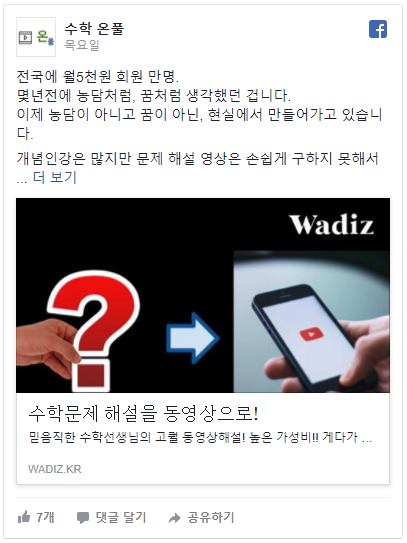 수학 온풀
목요일
전국에 월5천원 회원 만명.
몇년전에 농담처럼, 꿈처럼 생각했던 겁니다.
이제 농담이 아니고 꿈이 아닌, 현실에서 만들어가고 있습니
다.
개념인강은 많지만 문제 해설 영상은 손쉽게 구하지 못해서
... 더 보기
Wadiz
?
수학문제 해설을 동영상으로!
믿음직한 수학선생님의 고퀄 동영상해설! 높은 가성비!! 게다가 ...
WADIZ.KR
7개 댓글 달기 공유하기